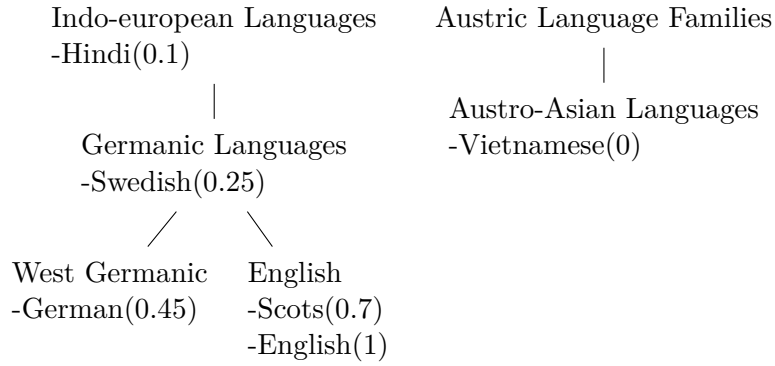 Indo-european Languages
-Hindi(0.1)
Austric Language Families
Austro-Asian Languages
-Vietnamese(0)
Germanic Languages
-Swedish(0.25)
West Germanic
-German(0.45)
English
-Scots(0.7)
-English(1)